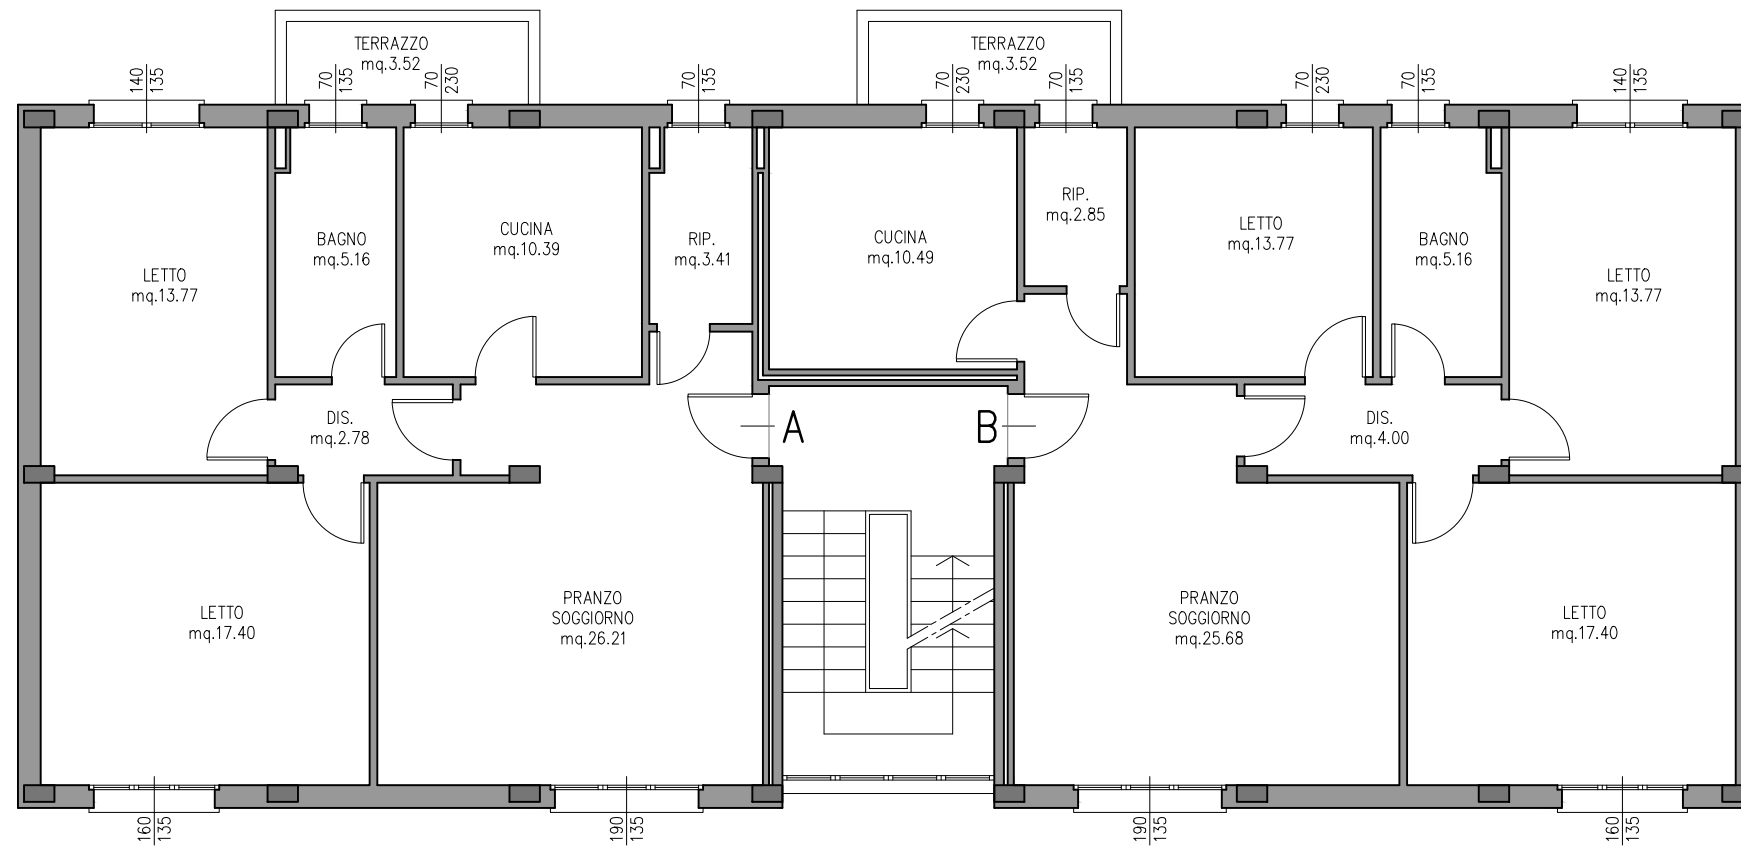 TERRAZZO
mq.3.52
TERRAZZO
mq.3.52
140
135
70
135
70
230
70
135
70
230
70
135
70
230
70
135
140
135
LETTO
mq.13.77
BAGNO
mq.5.16
CUCINA
mq.10.39
RIP.
mq.3.41
CUCINA
mq.10.49
RIP.
mq.2.85
LETTO
mq.13.77
BAGNO
mq.5.16
LETTO
mq.13.77
DIS.
mq.2.78
A
B
DIS.
mq.4.00
LETTO
mq.17.40
PRANZO
SOGGIORNO
mq.26.21
PRANZO
SOGGIORNO
mq.25.68
LETTO
mq.17.40
160
135
190
135
190
135
160
135